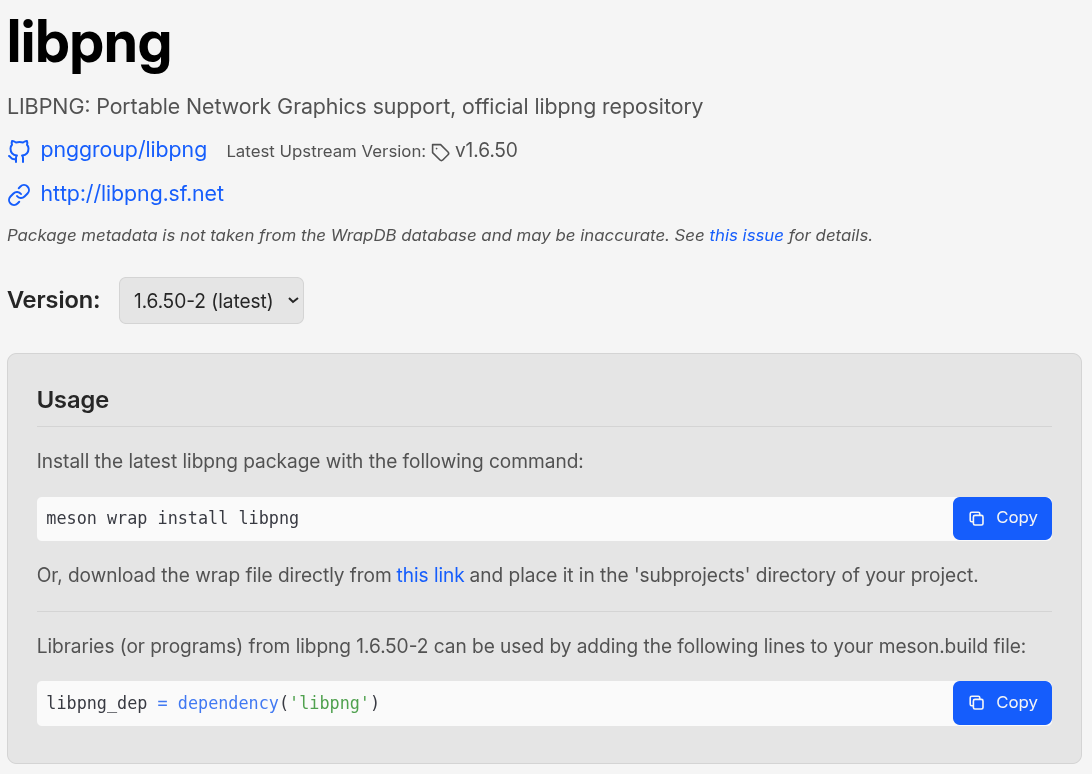 libpng
LIBPNG: Portable Network Graphics support, official libpng repository
pnggroup/libpng Latest Upstream Version: v1.6.50
http://libpng.sf.net
Package metadata is not taken from the WrapDB database and may be inaccurate. See this issue for details.
Version: 1.6.50-2 (latest)
Usage
Install the latest libpng package with the following command:
meson wrap install libpng Copy
Or, download the wrap file directly from this link and place it in the 'subprojects' directory of your project.
Libraries (or programs) from libpng 1.6.50-2 can be used by adding the following lines to your meson.build file:
libpng_dep = dependency('libpng') Copy